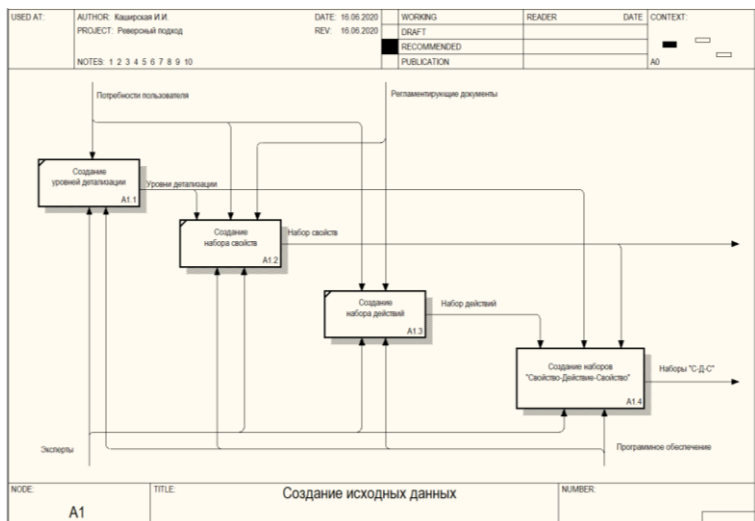 USED AT:
AUTHOR: Каширская И.И.
DATE: 16.06.2020
WORKING
READER
DATE
CONTEXT:
PROJECT: Реверсный подход
REV: 16.06.2020
DRAFT
RECOMMENDED
NOTES: 1 2 3 4 5 6 7 8 9 10
PUBLICATION
A0
Потребности пользователя
Регламентирующие документы
Создание
уровней детализации
A1.1
Уровни детализации
Создание
набора свойств
A1.2
Набор свойств
Создание
набора действий
A1.3
Набор действий
Создание наборов
"Свойство-Действие-Свойство"
A1.4
Наборы "С-Д-С"
Эксперты
Программное обеспечение
NODE:
TITLE:
Создание исходных данных
NUMBER:
A1